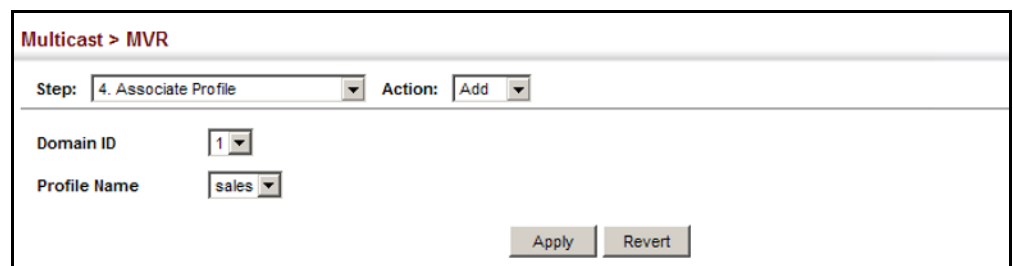 Multicast > MVR
Step: 4. Associate Profile Action: Add
Domain ID 1
Profile Name sales
Apply Revert